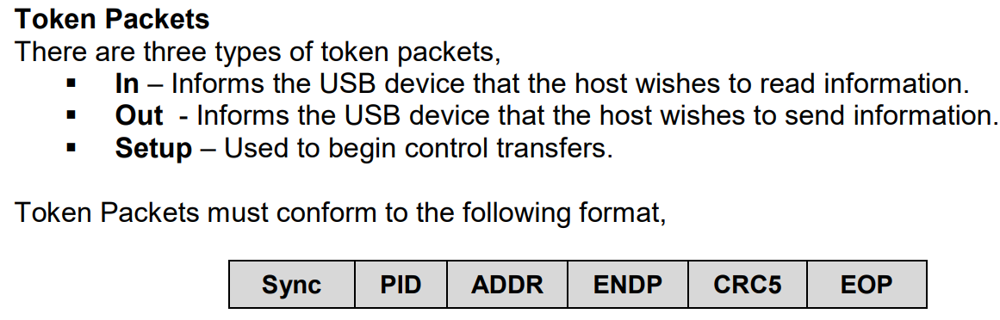 Token Packets
There are three types of token packets,
▪ In – Informs the USB device that the host wishes to read information.
▪ Out - Informs the USB device that the host wishes to send information.
▪ Setup – Used to begin control transfers.
Token Packets must conform to the following format,
Sync PID ADDR ENDP CRC5 EOP